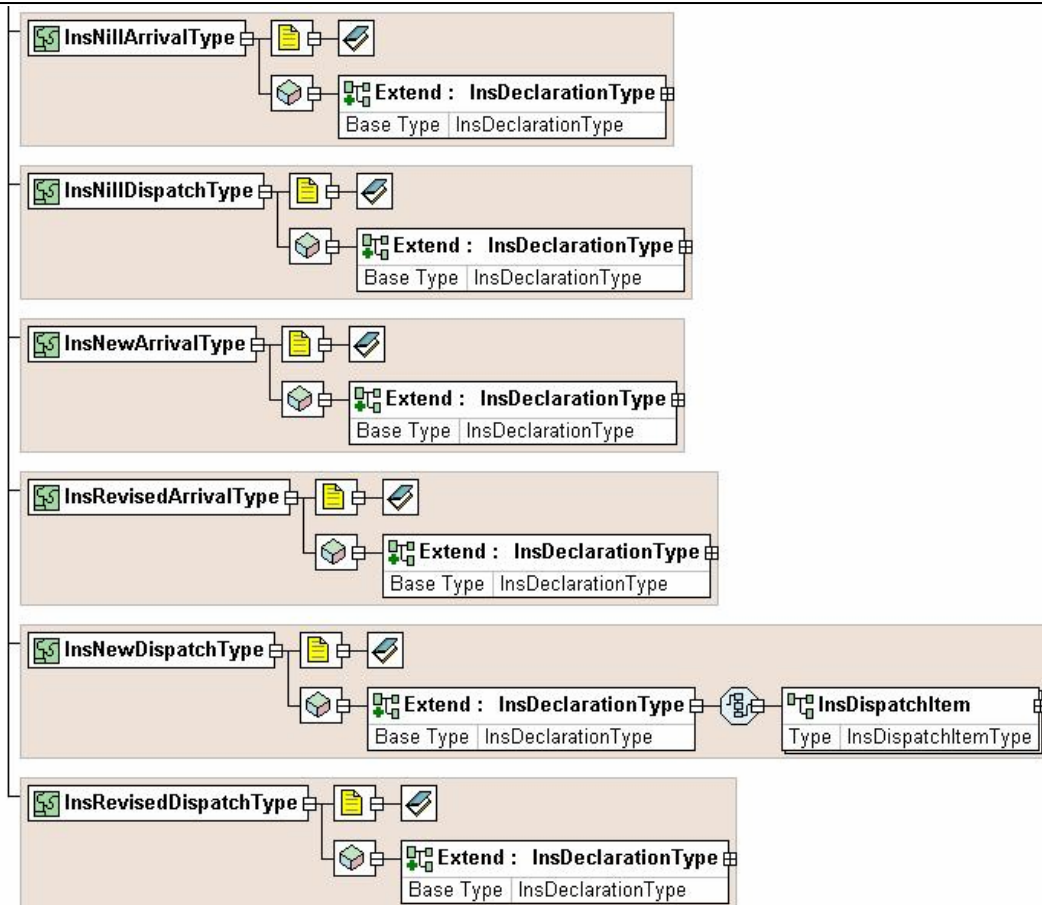 InsNillArrivalType
Extend : InsDeclarationType
Base Type InsDeclarationType
InsNillDispatchType
Extend : InsDeclarationType
Base Type InsDeclarationType
InsNewArrivalType
Extend : InsDeclarationType
Base Type InsDeclarationType
InsRevisedArrivalType
Extend : InsDeclarationType
Base Type InsDeclarationType
InsNewDispatchType
Extend : InsDeclarationType InsDispatchItem
Base Type InsDeclarationType Type InsDispatchItemType
InsRevisedDispatchType
Extend : InsDeclarationType
Base Type InsDeclarationType